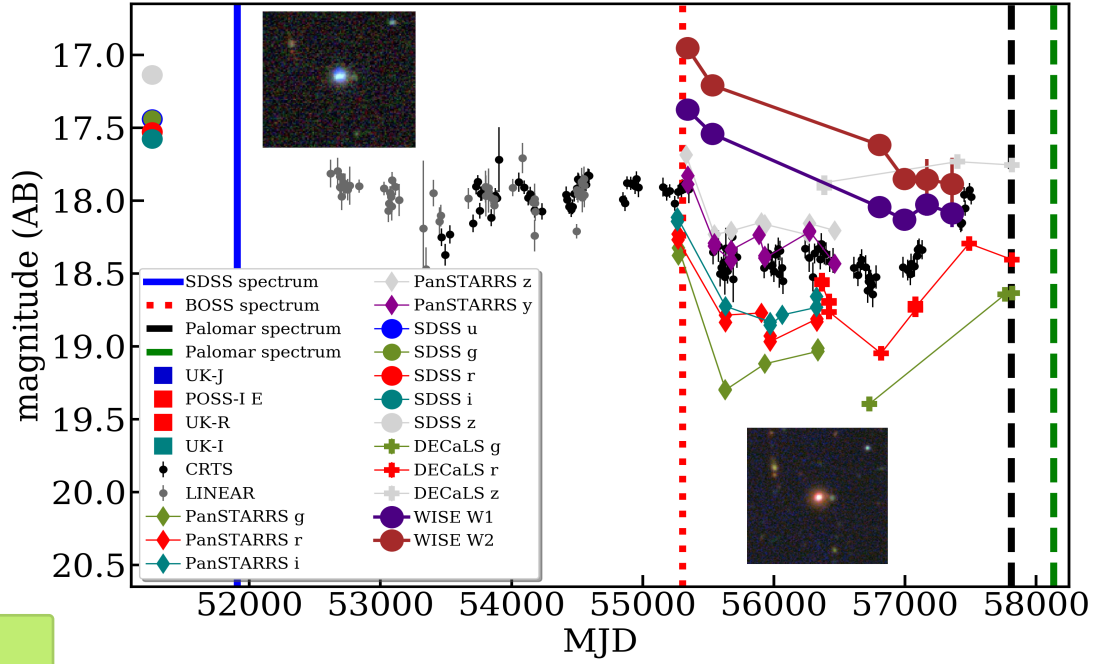 17.0
17.5
18.0
18.5
19.0
19.5
20.0
20.5
magnitude (AB)
SDSS spectrum
BOSS spectrum
Palomar spectrum
Palomar spectrum
UK-J
POSS-I E
UK-R
UK-I
CRTS
LINEAR
PanSTARRS g
PanSTARRS r
PanSTARRS i
PanSTARRS z
PanSTARRS y
SDSS u
SDSS g
SDSS r
SDSS i
SDSS z
DECaLS g
DECaLS r
DECaLS z
WISE W1
WISE W2
52000 53000 54000 55000 56000 57000 58000
MJD